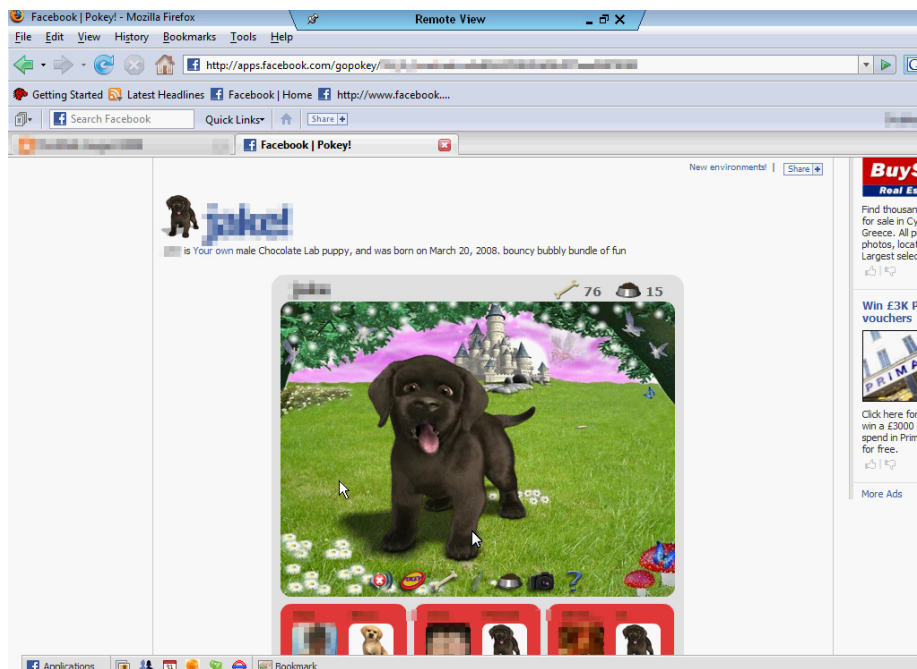 Facebook | Pokey! - Mozilla Firefox
Remote View
File Edit View History Bookmarks Tools Help
http://apps.facebook.com/gopokey/
Getting Started Latest Headlines Facebook | Home http://www.facebook....
Search Facebook Quick Links Share
Facebook | Pokey!
New environments! | Share
is Your own male Chocolate Lab puppy, and was born on March 20, 2008. bouncy bubbly bundle of fun
76 15
BuyS
Real Es
Find thousan
for sale in Cy
Greece. All p
photos, locat
Largest selec
Win £3K P
vouchers
PRIMA
Click here for
win a £3000
spend in Prim
for free.
More Ads
Applications Bookmark